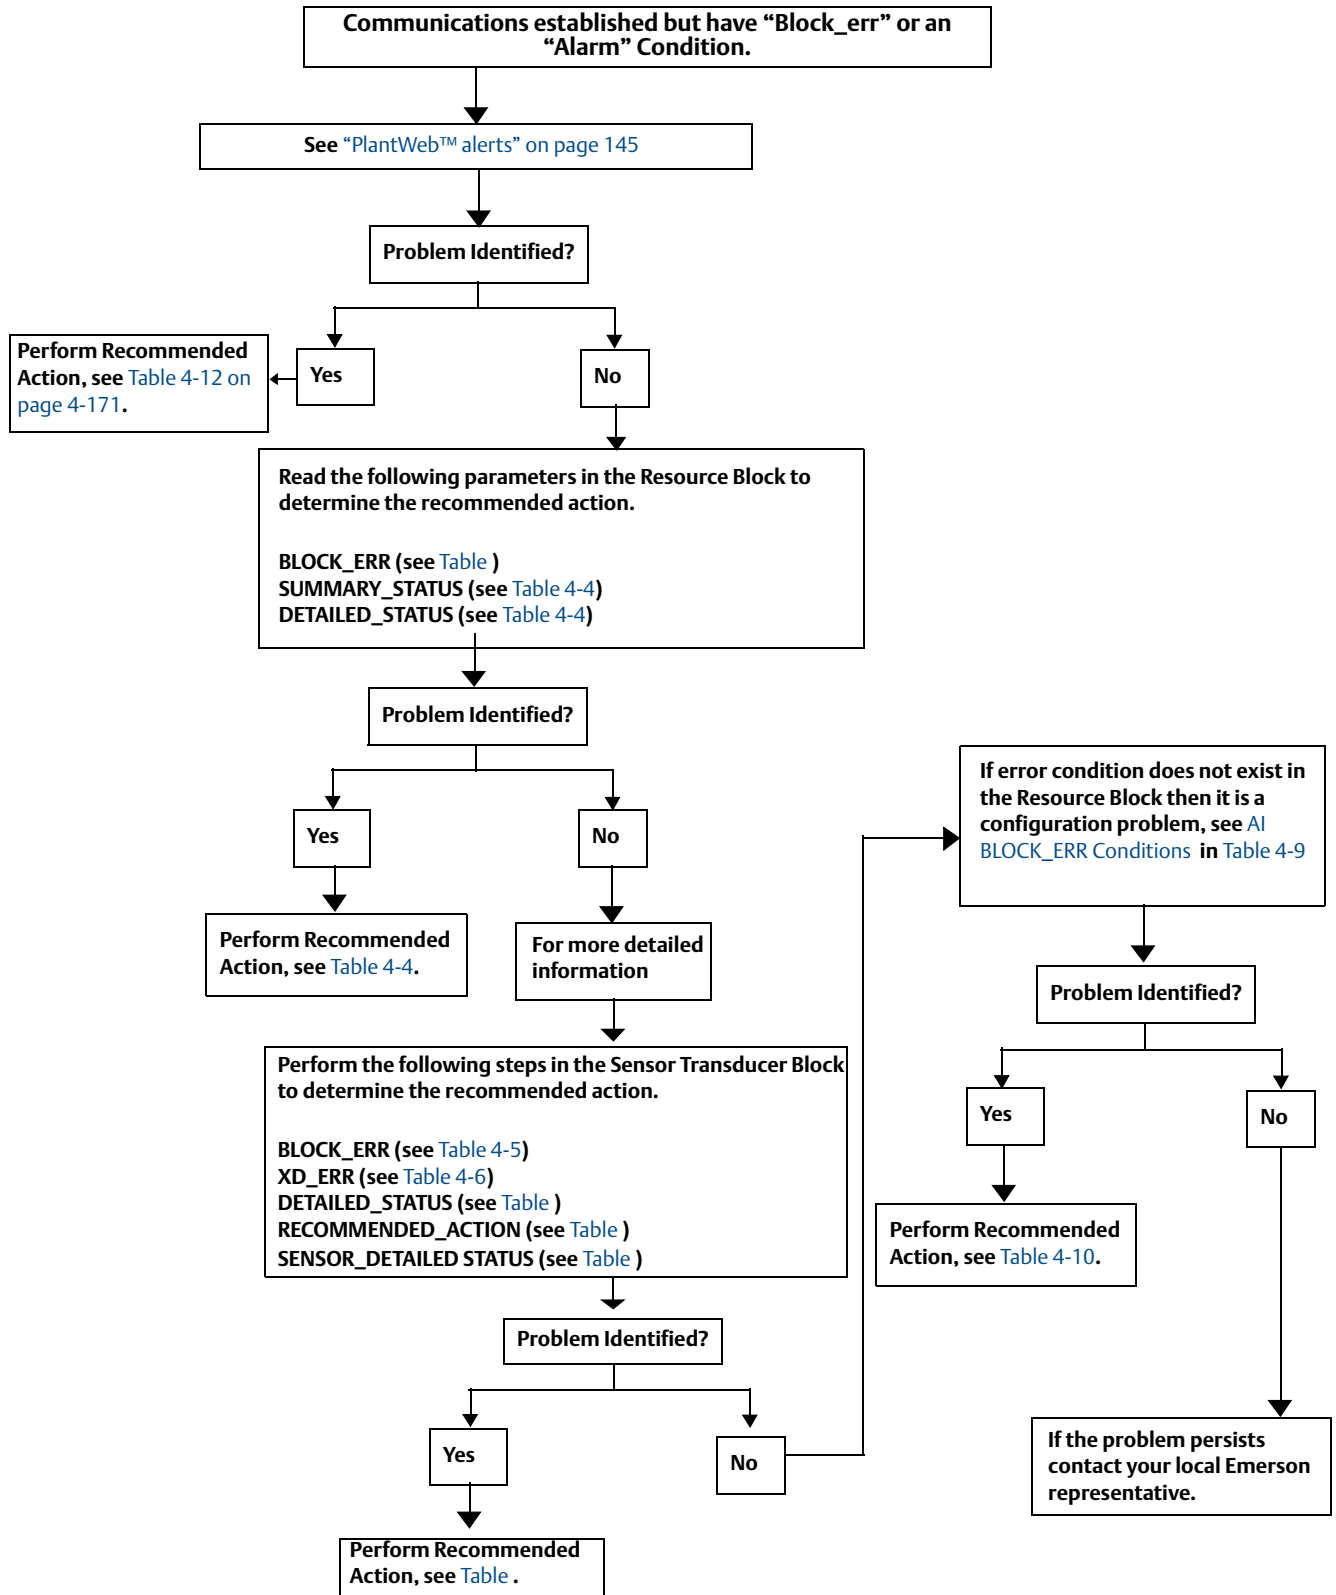 Communications established but have “Block_err” or an
“Alarm” Condition.
See “PlantWeb™ alerts” on page 145
Problem Identified?
Yes
No
Perform Recommended
Action, see Table 4-12 on
page 4-171.
Read the following parameters in the Resource Block to
determine the recommended action.
BLOCK_ERR (see Table )
SUMMARY_STATUS (see Table 4-4)
DETAILED_STATUS (see Table 4-4)
Problem Identified?
Yes
No
Perform Recommended
Action, see Table 4-4.
For more detailed
information
Perform the following steps in the Sensor Transducer Block
to determine the recommended action.
BLOCK_ERR (see Table 4-5)
XD_ERR (see Table 4-6)
DETAILED_STATUS (see Table )
RECOMMENDED_ACTION (see Table )
SENSOR_DETAILED STATUS (see Table )
Problem Identified?
Yes
No
Perform Recommended
Action, see Table .
If error condition does not exist in
the Resource Block then it is a
configuration problem, see AI
BLOCK_ERR Conditions in Table 4-9
Problem Identified?
Yes
No
Perform Recommended
Action, see Table 4-10.
If the problem persists
contact your local Emerson
representative.